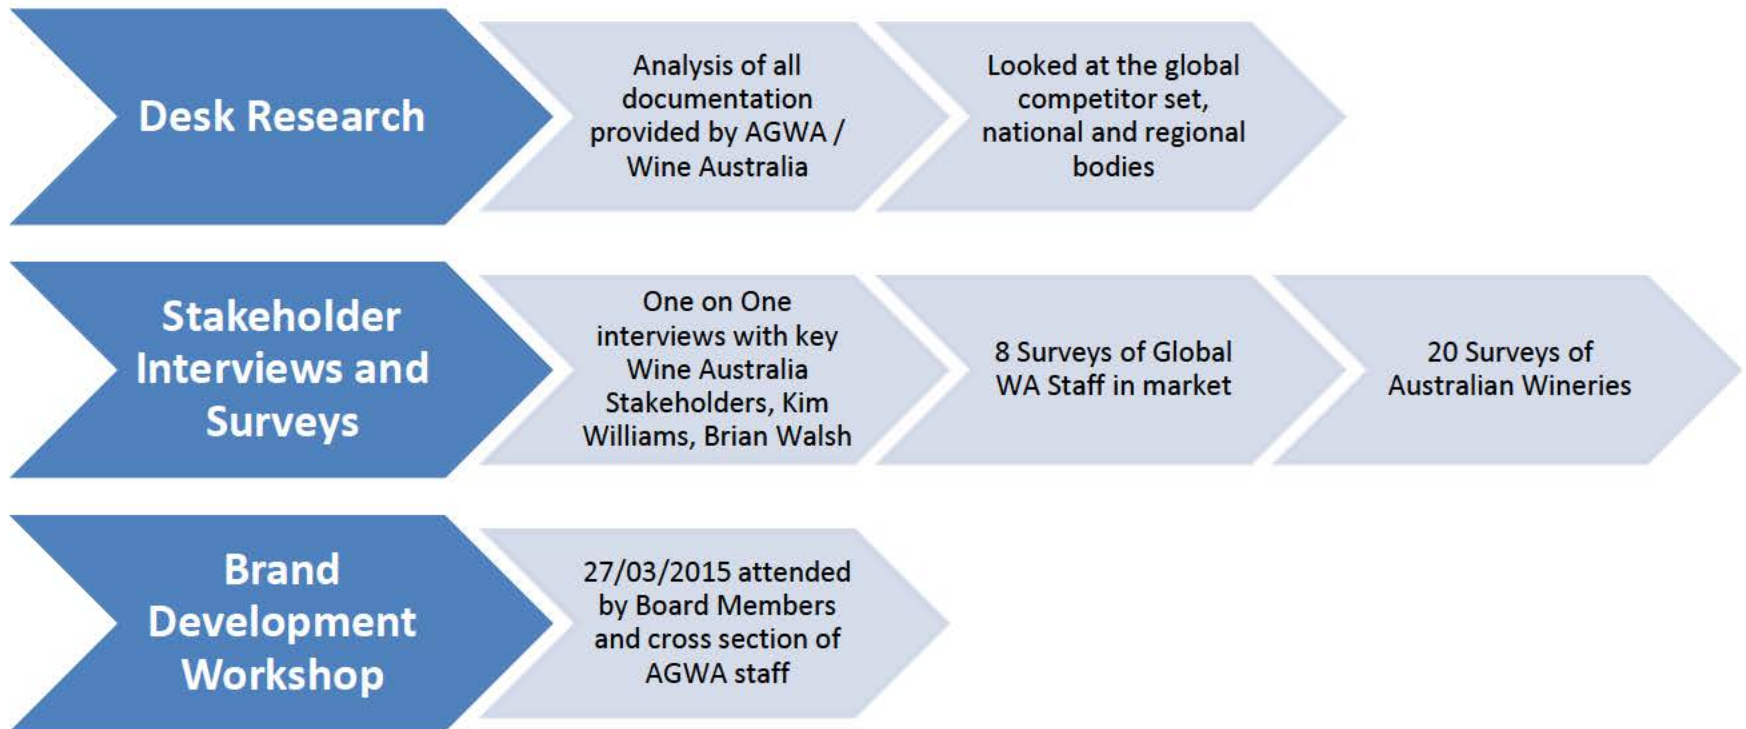 Desk Research
Analysis of all
documentation
provided by AGWA /
Wine Australia
Looked at the global
competitor set,
national and regional
bodies
Stakeholder
Interviews and
Surveys
One on One
interviews with key
Wine Australia
Stakeholders, Kim
Williams, Brian Walsh
8 Surveys of Global
WA Staff in market
20 Surveys of
Australian Wineries
Brand
Development
Workshop
27/03/2015 attended
by Board Members
and cross section of
AGWA staff